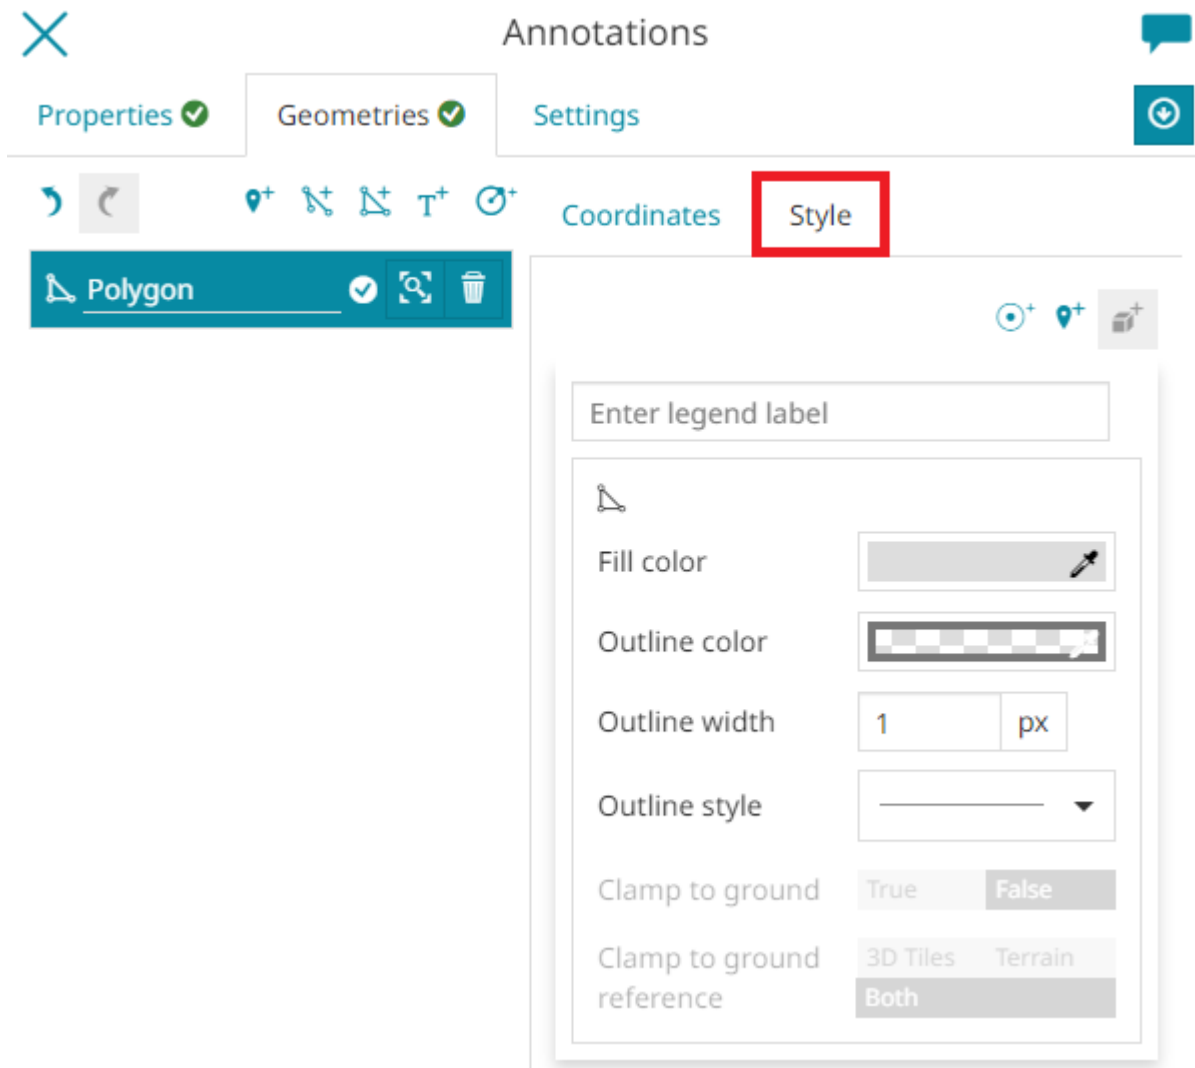 Annotations
Properties Geometries Settings
Coordinates Style
Polygon
Enter legend label
Fill color
Outline color
Outline width 1 px
Outline style
Clamp to ground True False
Clamp to ground 3D Tiles Terrain
reference Both